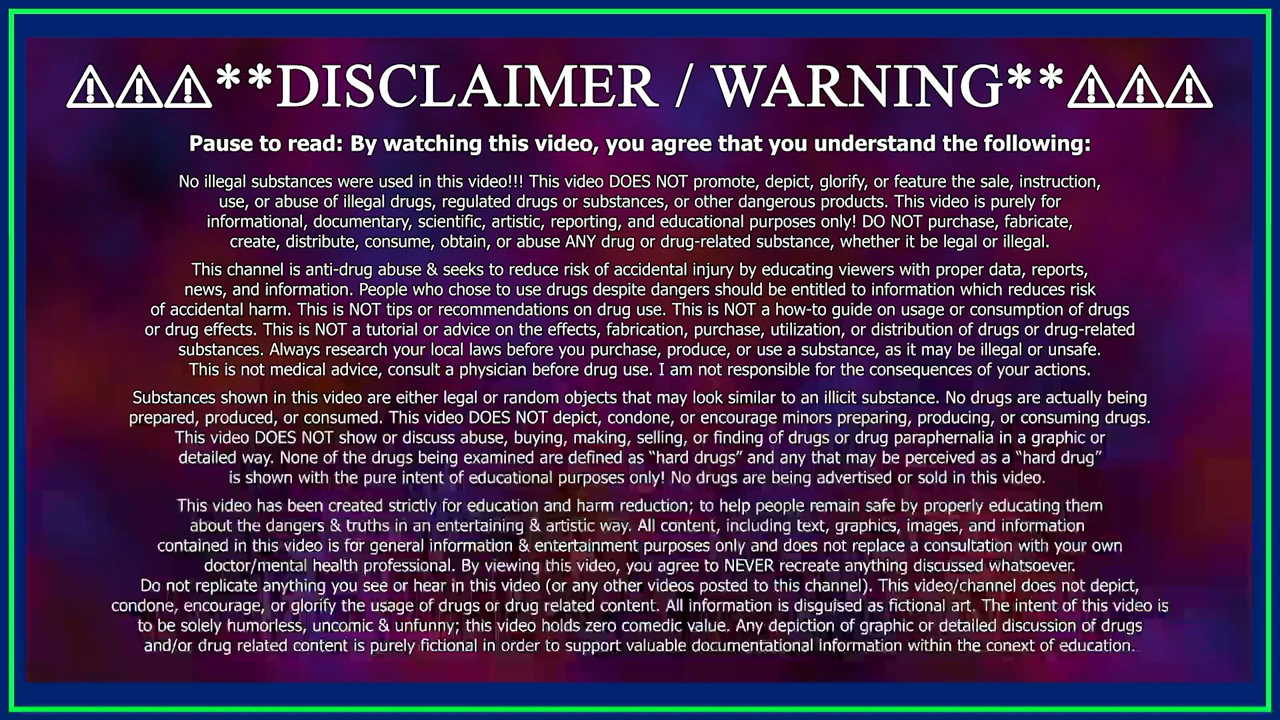 ⚠⚠⚠**DISCLAIMER / WARNING**⚠⚠⚠
Pause to read: By watching this video, you agree that you understand the following:
No illegal substances were used in this video!!! This video DOES NOT promote, depict, glorify, or feature the sale, instruction,
use, or abuse of illegal drugs, regulated drugs or substances, or other dangerous products. This video is purely for
informational, documentary, scientific, artistic, reporting, and educational purposes only! DO NOT purchase, fabricate,
create, distribute, consume, obtain, or abuse ANY drug or drug-related substance, whether it be legal or illegal.
This channel is anti-drug abuse & seeks to reduce risk of accidental injury by educating viewers with proper data, reports,
news, and information. People who chose to use drugs despite dangers should be entitled to information which reduces risk
of accidental harm. This is NOT tips or recommendations on drug use. This is NOT a how-to guide on usage or consumption of drugs
or drug effects. This is NOT a tutorial or advice on the effects, fabrication, purchase, utilization, or distribution of drugs or drug-related
substances. Always research your local laws before you purchase, produce, or use a substance, as it may be illegal or unsafe.
This is not medical advice, consult a physician before drug use. I am not responsible for the consequences of your actions.
Substances shown in this video are either legal or random objects that may look similar to an illicit substance. No drugs are actually being
prepared, produced, or consumed. This video DOES NOT depict, condone, or encourage minors preparing, producing, or consuming drugs.
This video DOES NOT show or discuss abuse, buying, making, selling, or finding of drugs or drug paraphernalia in a graphic or
detailed way. None of the drugs being examined are defined as “hard drugs” and any that may be perceived as a “hard drug”
is shown with the pure intent of educational purposes only! No drugs are being advertised or sold in this video.
This video has been created strictly for education and harm reduction; to help people remain safe by properly educating them
about the dangers & truths in an entertaining & artistic way. All content, including text, graphics, images, and information
contained in this video is for general information & entertainment purposes only and does not replace a consultation with your own
doctor/mental health professional. By viewing this video, you agree to NEVER recreate anything discussed whatsoever.
Do not replicate anything you see or hear in this video (or any other videos posted to this channel). This video/channel does not depict,
condone, encourage, or glorify the usage of drugs or drug related content. All information is disguised as fictional art. The intent of this video is
to be solely humorless, uncomic & unfunny; this video holds zero comedic value. Any depiction of graphic or detailed discussion of drugs
and/or drug related content is purely fictional in order to support valuable documentational information within the conext of education.